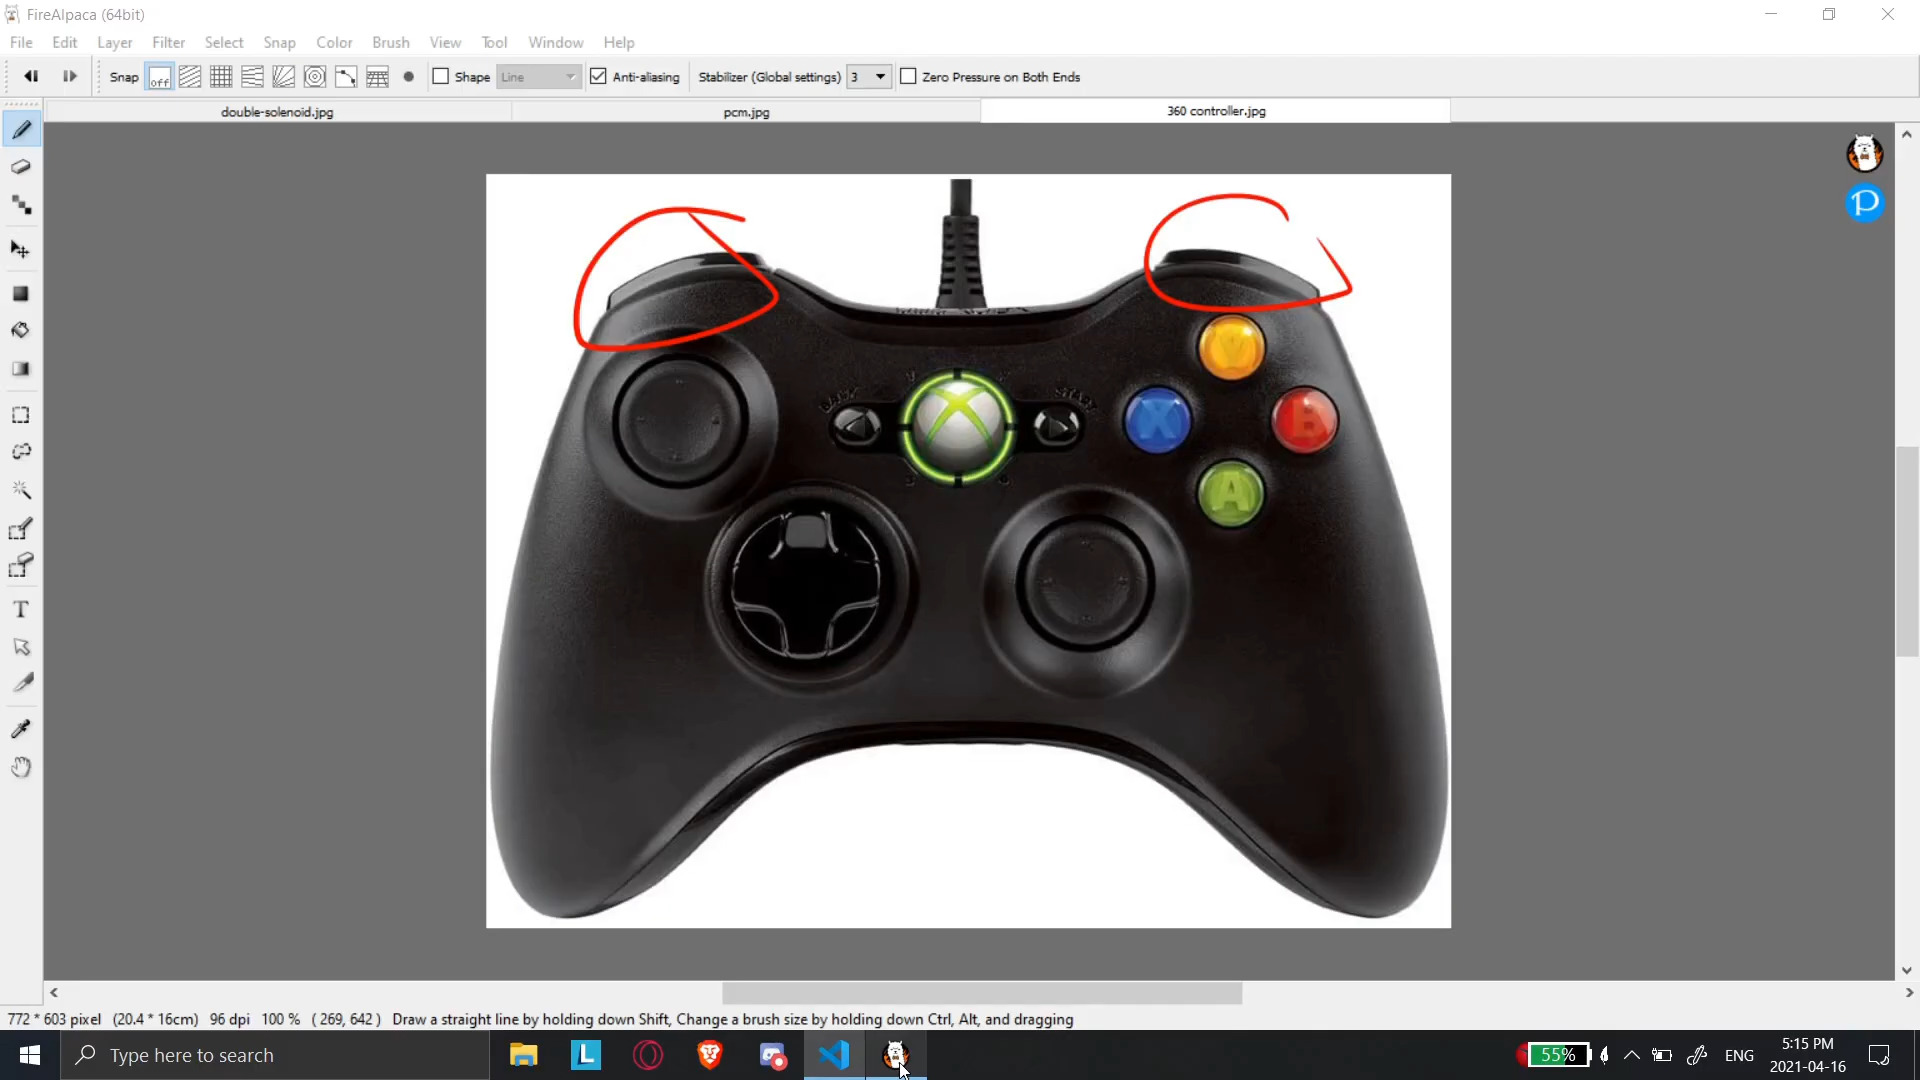 FireAlpaca (64bit)
File Edit Layer Filter Select Snap Color Brush View Tool Window Help
Snap off Shape Line Anti-aliasing Stabilizer (Global settings) 3 Zero Pressure on Both Ends
double-solenoid.jpg pcm.jpg 360 controller.jpg
P
Y
BACK START
X B
A
T
772 * 603 pixel (20.4 * 16cm) 96 dpi 100 % ( 269, 642 ) Draw a straight line by holding down Shift, Change a brush size by holding down Ctrl, Alt, and dragging
Type here to search L 55% ENG 5:15 PM
2021-04-16